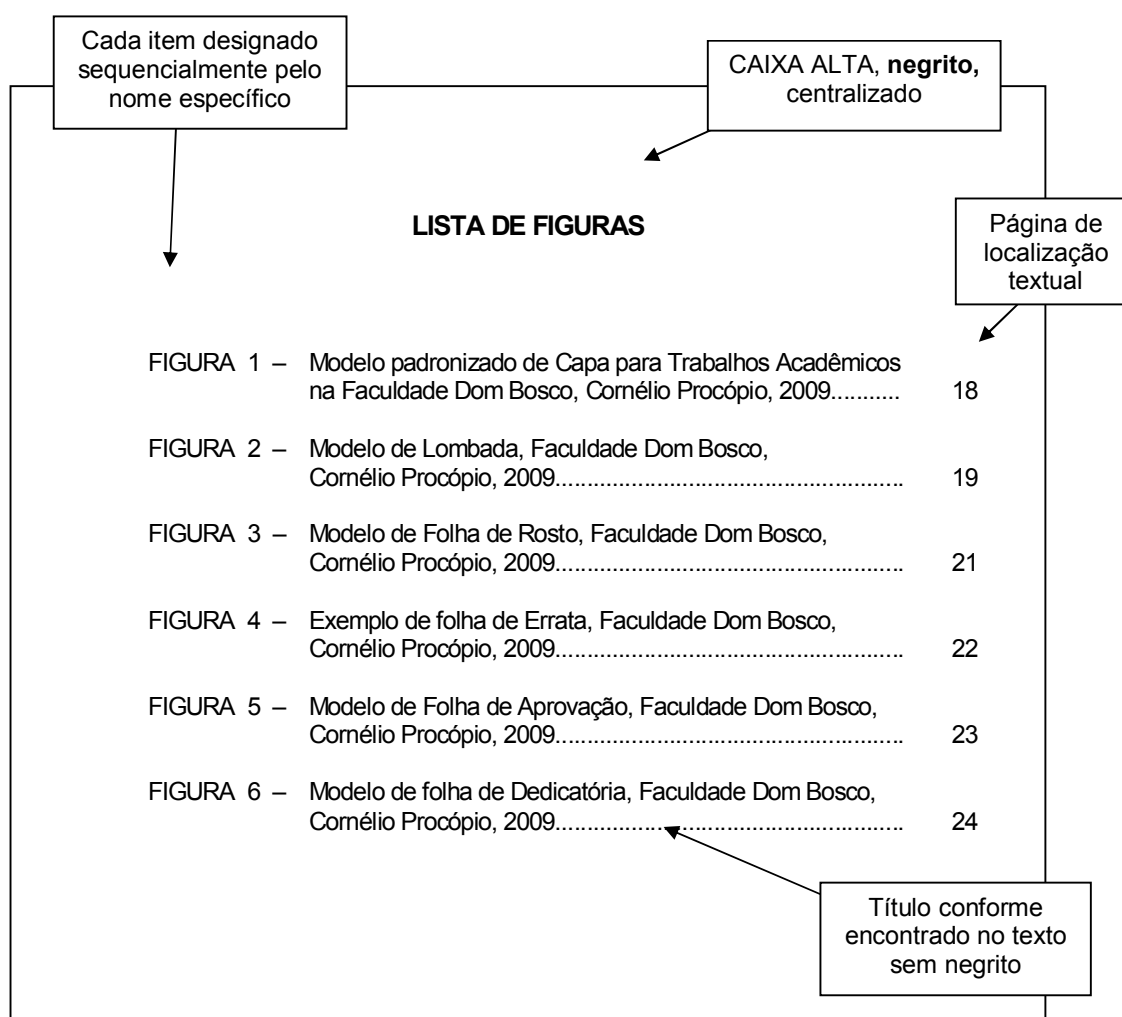 Cada item designado
sequencialmente pelo
nome específico
CAIXA ALTA, negrito,
centralizado
LISTA DE FIGURAS
Página de
localização
textual
FIGURA 1 – Modelo padronizado de Capa para Trabalhos Acadêmicos
na Faculdade Dom Bosco, Cornélio Procópio, 2009........... 18
FIGURA 2 – Modelo de Lombada, Faculdade Dom Bosco,
Cornélio Procópio, 2009...................................................... 19
FIGURA 3 – Modelo de Folha de Rosto, Faculdade Dom Bosco,
Cornélio Procópio, 2009...................................................... 21
FIGURA 4 – Exemplo de folha de Errata, Faculdade Dom Bosco,
Cornélio Procópio, 2009...................................................... 22
FIGURA 5 – Modelo de Folha de Aprovação, Faculdade Dom Bosco,
Cornélio Procópio, 2009...................................................... 23
FIGURA 6 – Modelo de folha de Dedicatória, Faculdade Dom Bosco,
Cornélio Procópio, 2009...................................................... 24
Título conforme
encontrado no texto
sem negrito